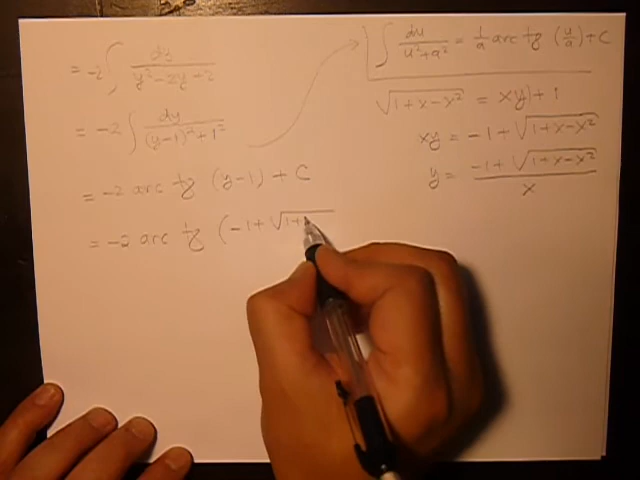 = -2 ∫ dy / (y² - 2y + 2)
= -2 ∫ dy / ((y-1)² + 1²)
= -2 arc tg (y-1) + C
= -2 arc tg (-1 + √(1+
∫ du / (u² + a²) = 1/a arc tg (u/a) + C
√(1+x-x²) = xy + 1
xy = -1 + √(1+x-x²)
y = (-1 + √(1+x-x²)) / x